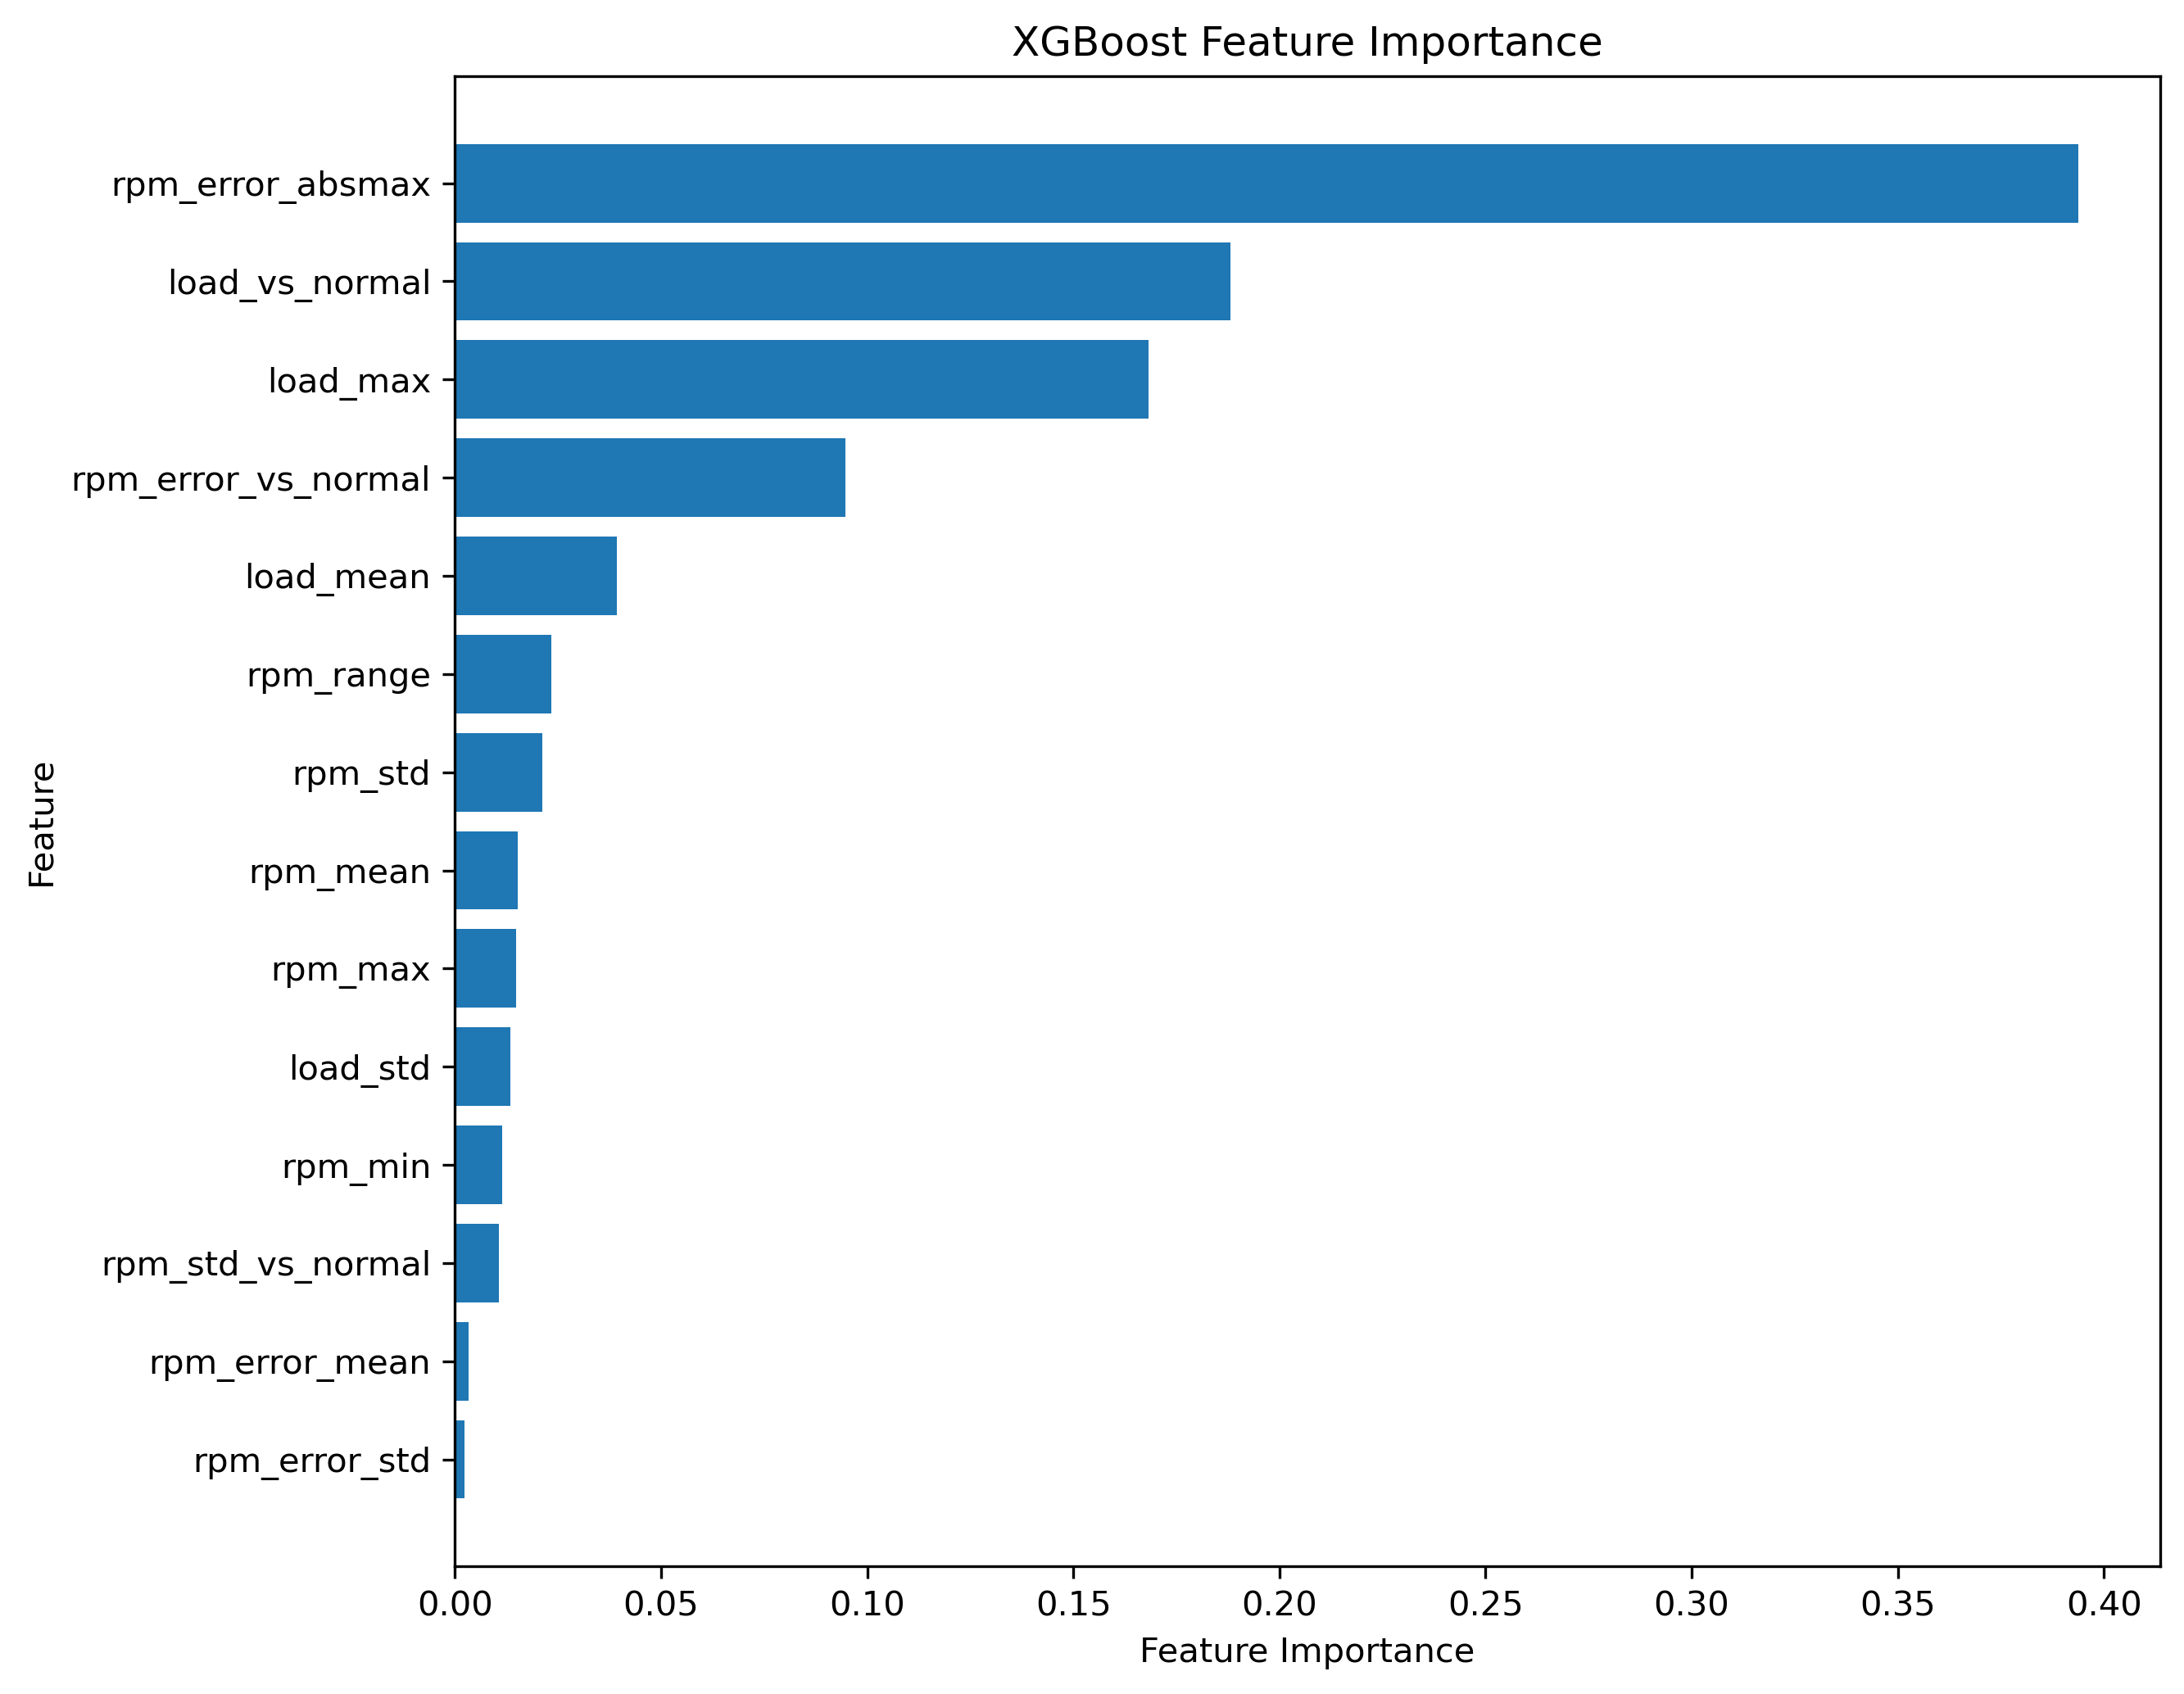 XGBoost Feature Importance
rpm_error_absmax
load_vs_normal
load_max
rpm_error_vs_normal
load_mean
rpm_range
rpm_std
rpm_mean
rpm_max
load_std
rpm_min
rpm_std_vs_normal
rpm_error_mean
rpm_error_std
Feature
0.00 0.05 0.10 0.15 0.20 0.25 0.30 0.35 0.40
Feature Importance